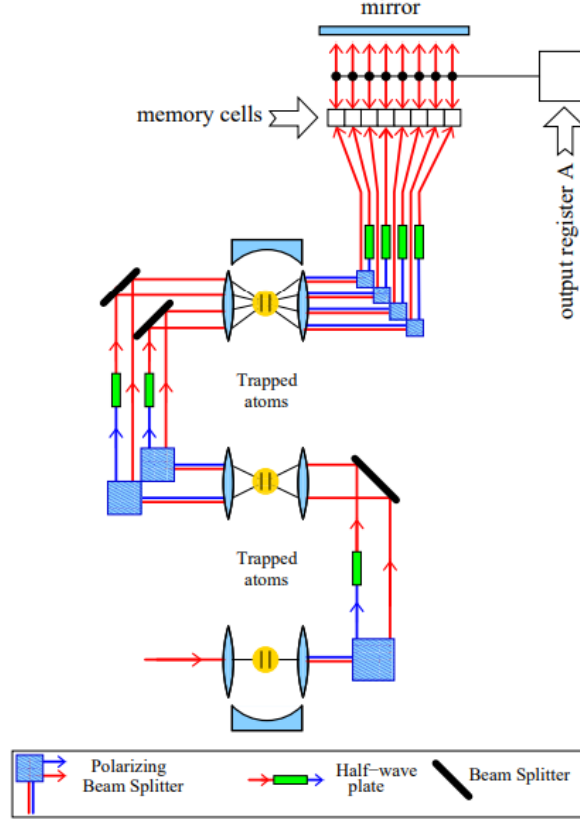 mirror
memory cells
output register A
Trapped
atoms
Trapped
atoms
Polarizing
Beam Splitter
Half−wave
plate
Beam Splitter